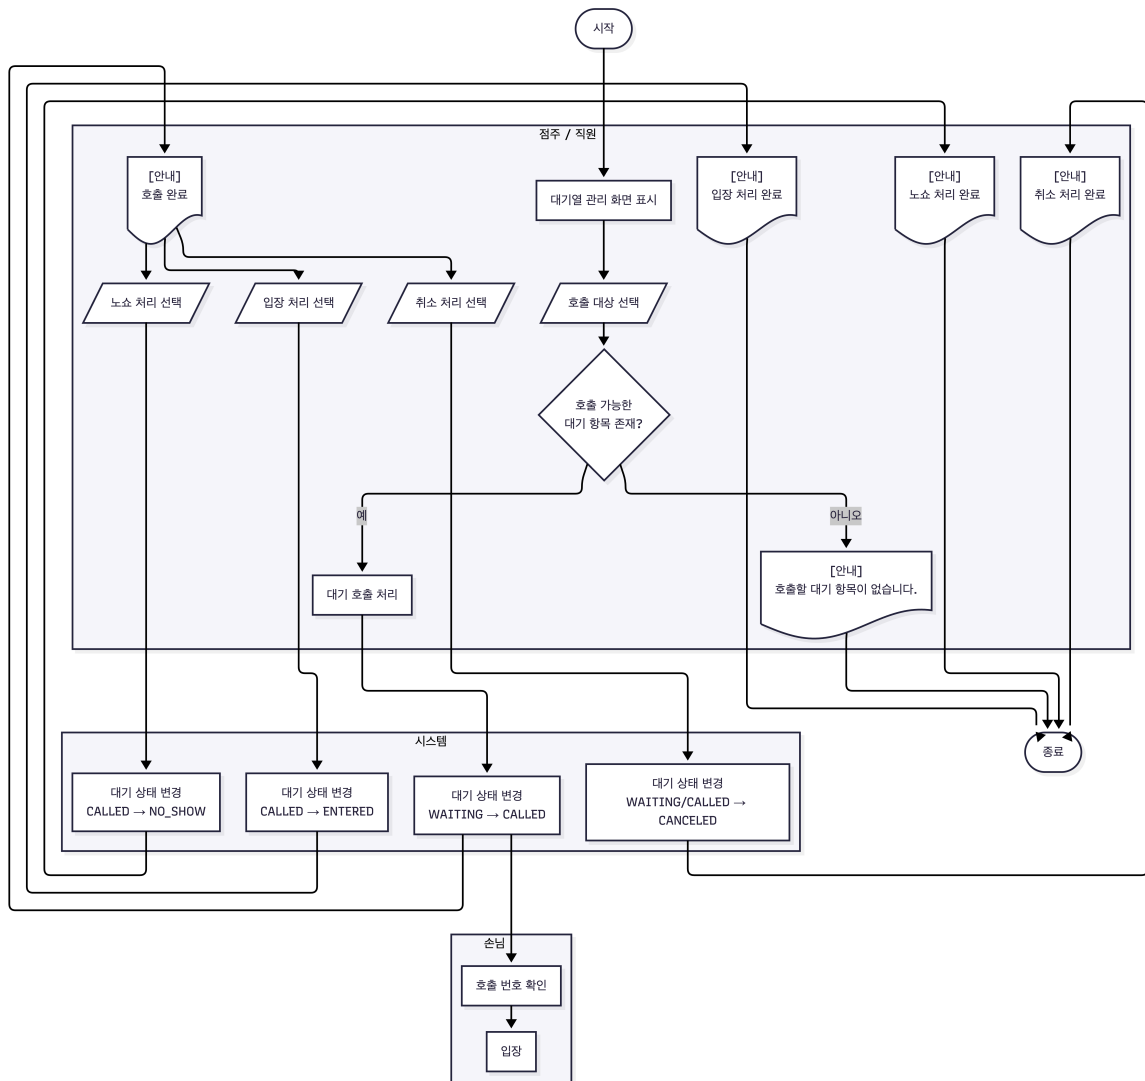 시작
점주 / 직원
[안내]
호출 완료
대기열 관리 화면 표시
[안내]
입장 처리 완료
[안내]
노쇼 처리 완료
[안내]
취소 처리 완료
노쇼 처리 선택
입장 처리 선택
취소 처리 선택
호출 대상 선택
호출 가능한
대기 항목 존재?
예
아니오
대기 호출 처리
[안내]
호출할 대기 항목이 없습니다.
시스템
종료
대기 상태 변경
CALLED → NO_SHOW
대기 상태 변경
CALLED → ENTERED
대기 상태 변경
WAITING → CALLED
대기 상태 변경
WAITING/CALLED →
CANCELED
손님
호출 번호 확인
입장